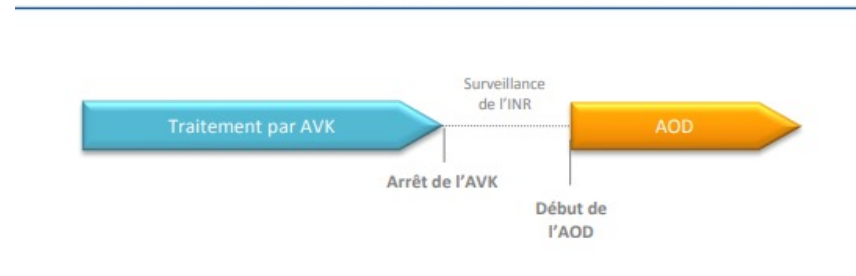 Surveillance
de l’INR
Traitement par AVK
AOD
Arrêt de l’AVK
Début de
l’AOD